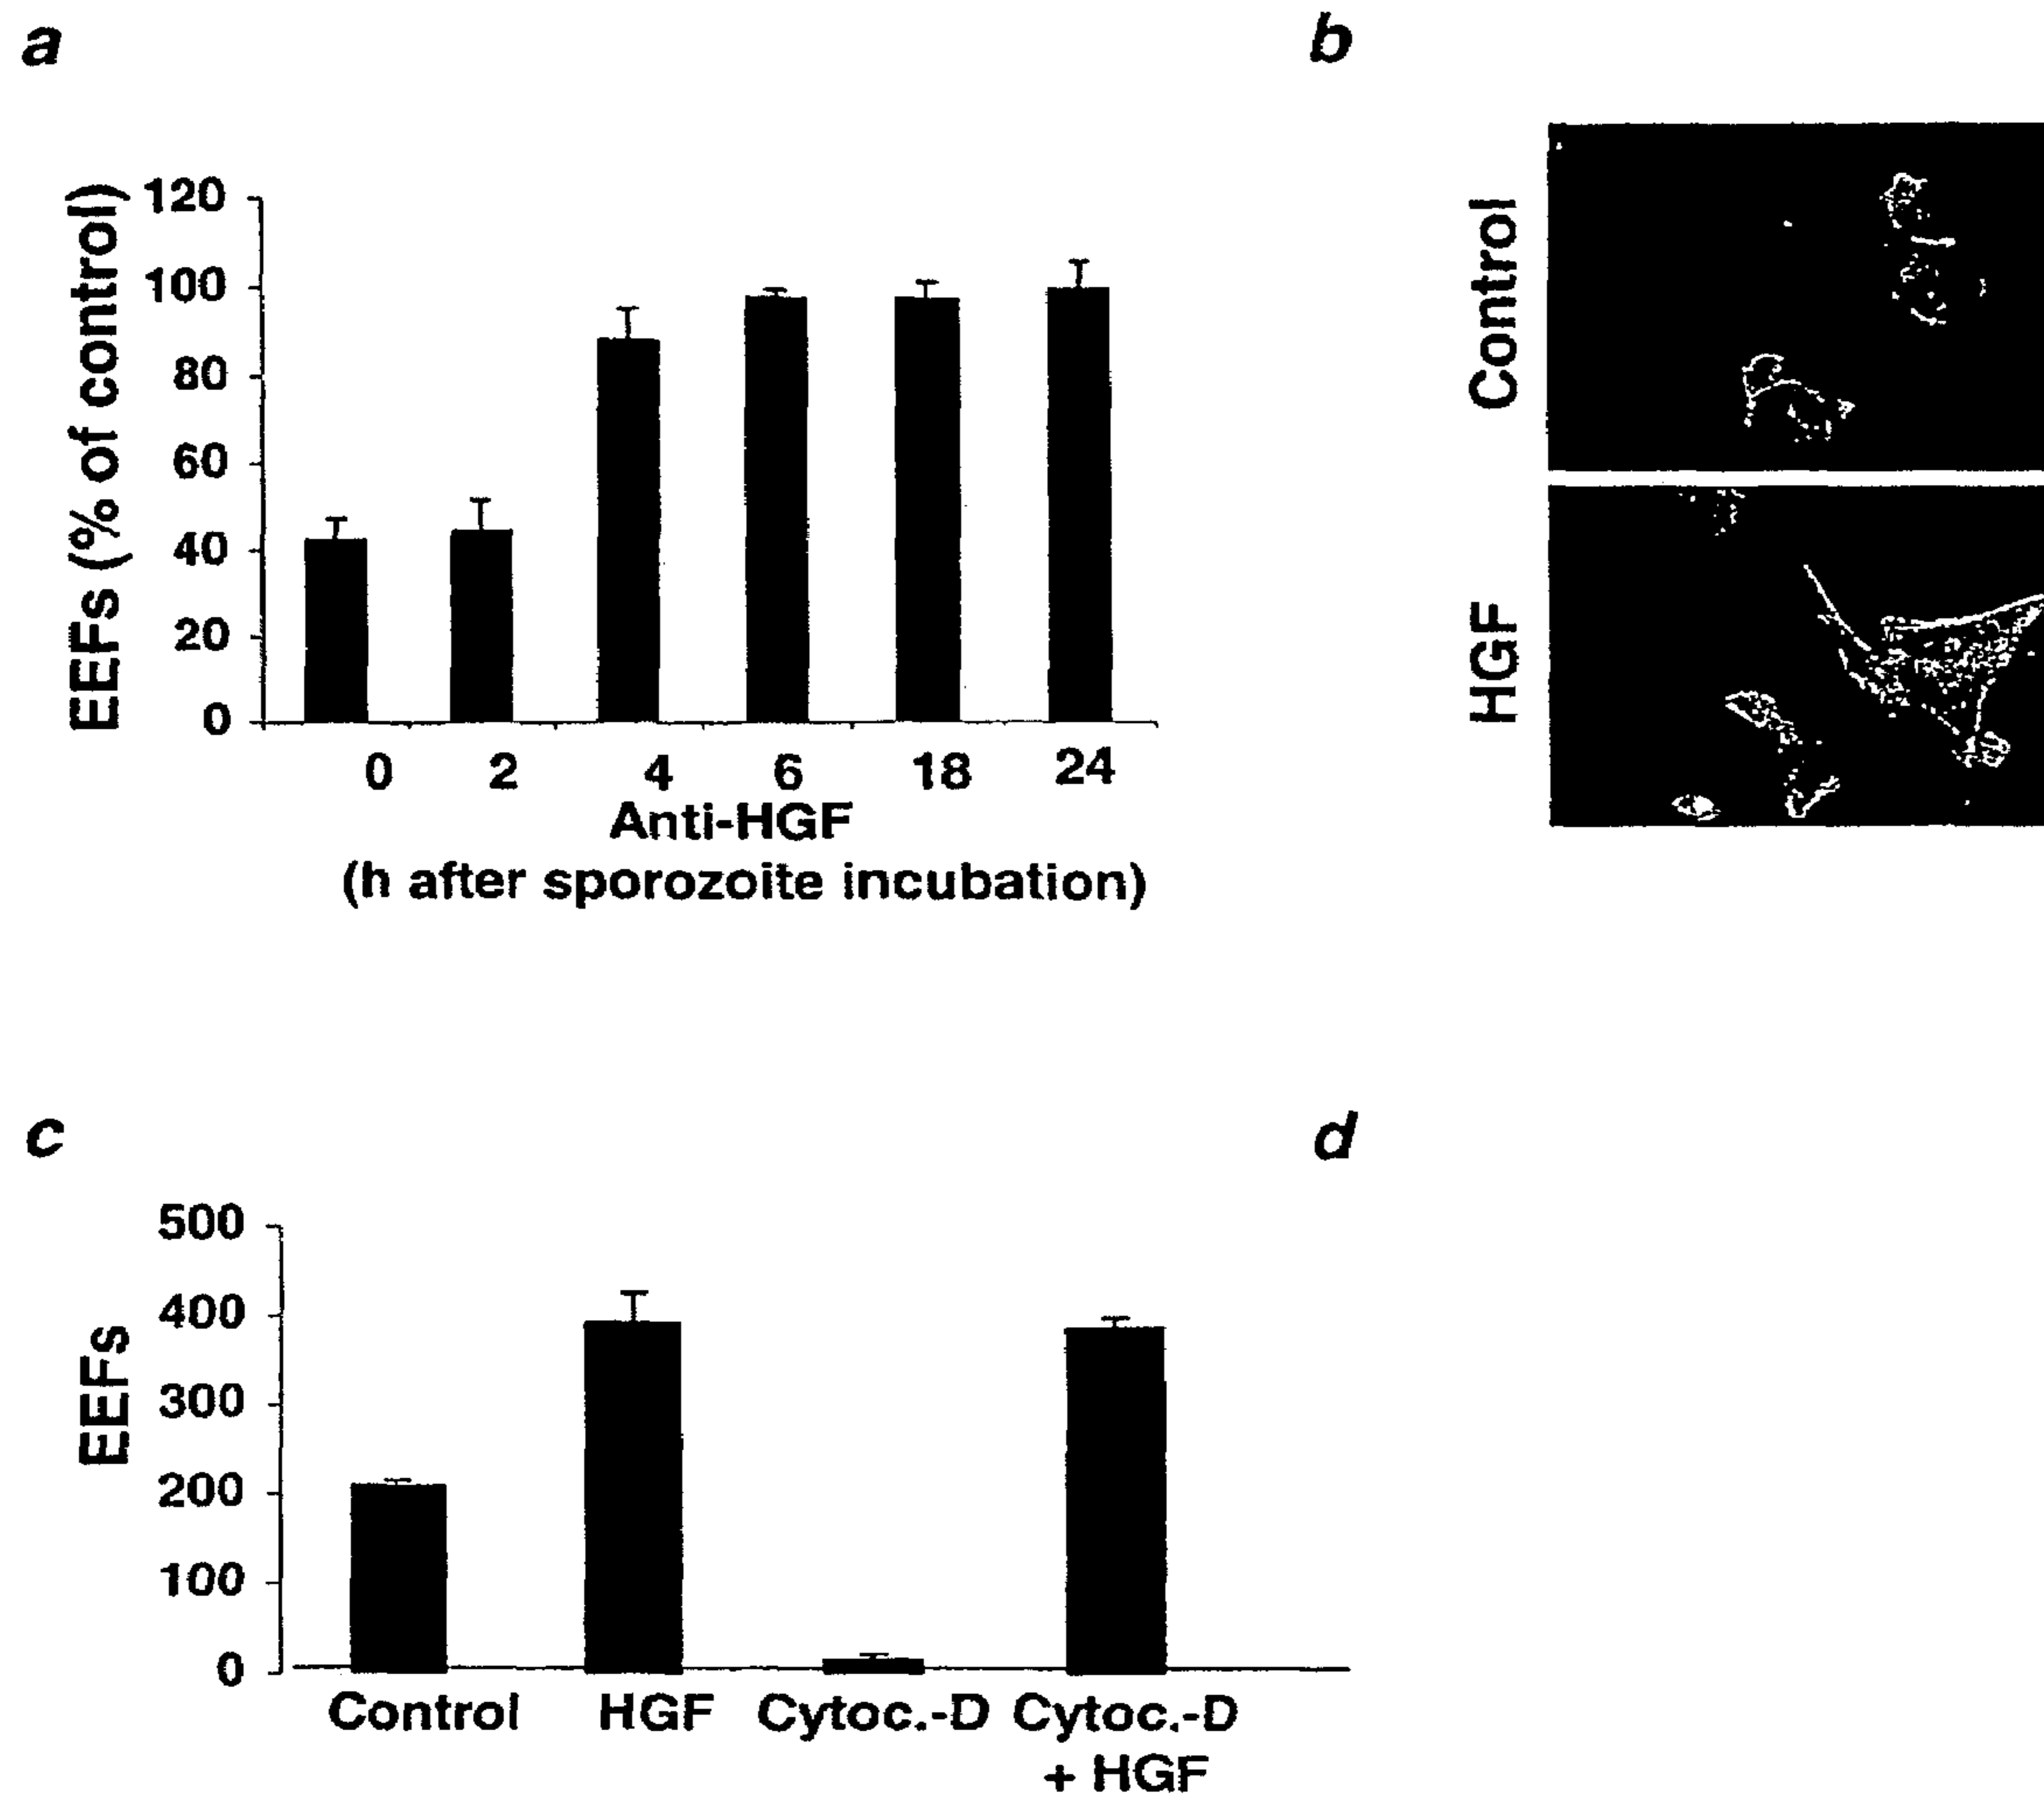 a
b
EEFs (% of control)
120
100
80
60
40
20
0
0 2 4 6 18 24
Anti-HGF
(h after sporozoite incubation)
Control
HGF
c
d
EEFs
500
400
300
200
100
0
Control HGF Cytoc.-D Cytoc.-D
+ HGF